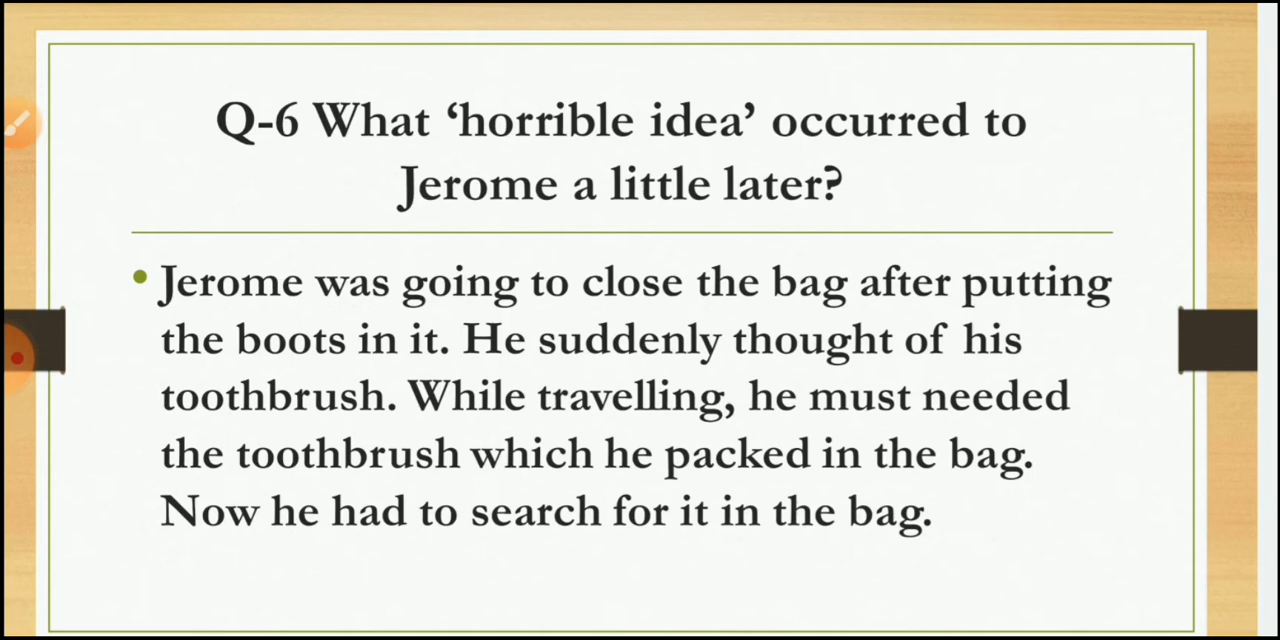 Q-6 What ‘horrible idea’ occurred to
Jerome a little later?
• Jerome was going to close the bag after putting
the boots in it. He suddenly thought of his
toothbrush. While travelling, he must needed
the toothbrush which he packed in the bag.
Now he had to search for it in the bag.